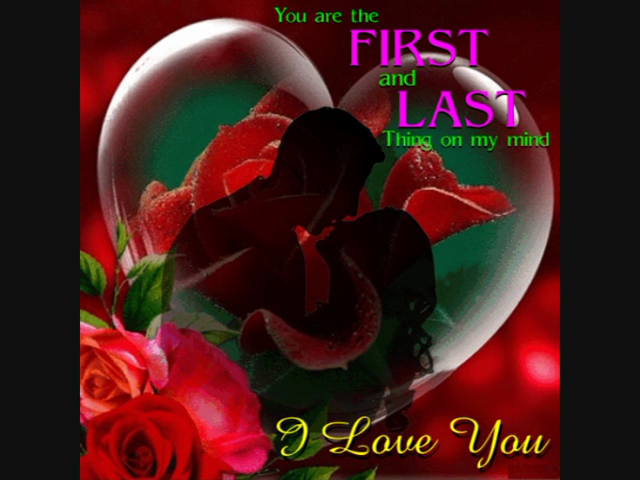 You are the
FIRST
and
LAST
Thing on my mind
I Love You